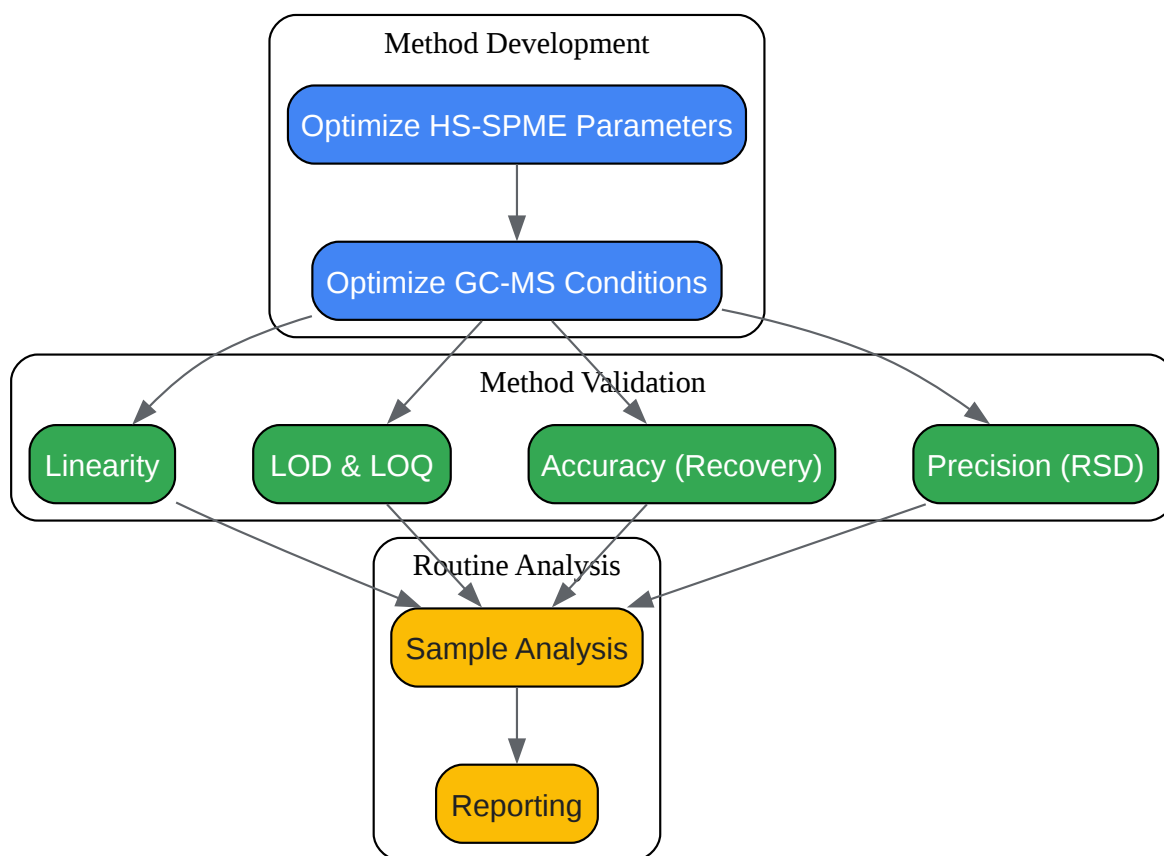 Method Development
Optimize HS-SPME Parameters
Optimize GC-MS Conditions
Method Validation
Linearity
LOD & LOQ
Accuracy (Recovery)
Precision (RSD)
Routine Analysis
Sample Analysis
Reporting